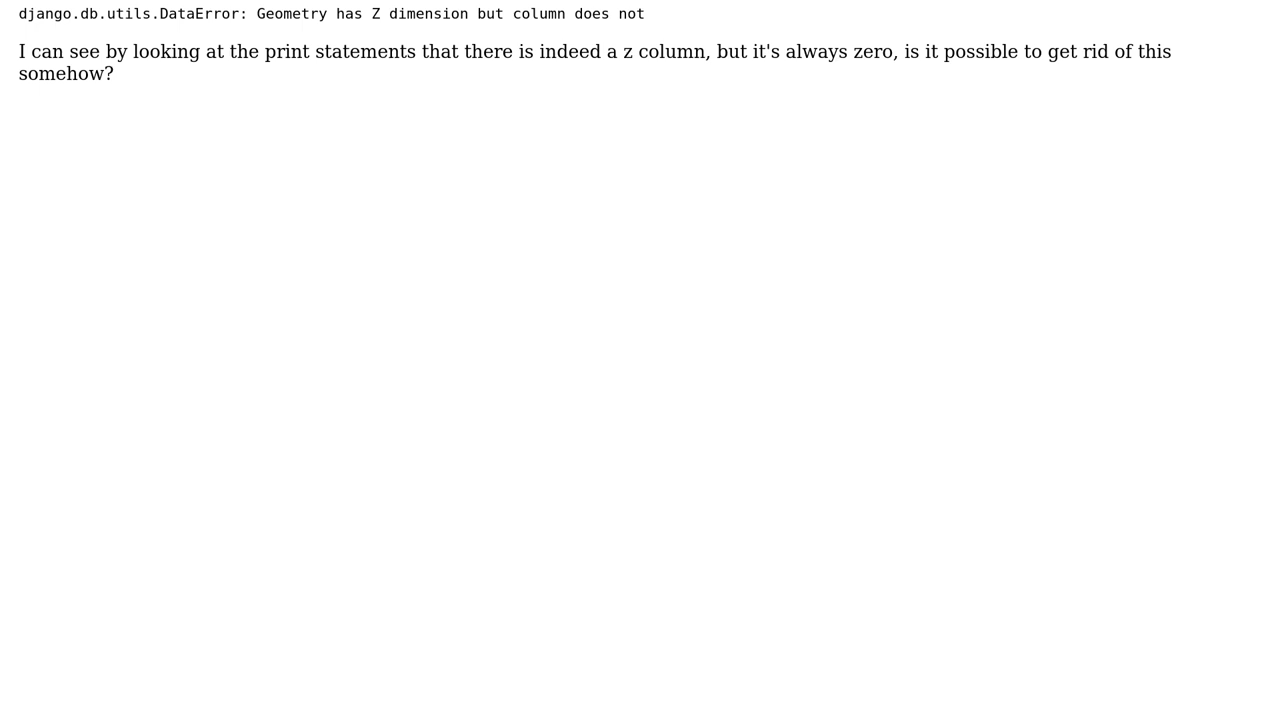 django.db.utils.DataError: Geometry has Z dimension but column does not
I can see by looking at the print statements that there is indeed a z column, but it's always zero, is it possible to get rid of this
somehow?